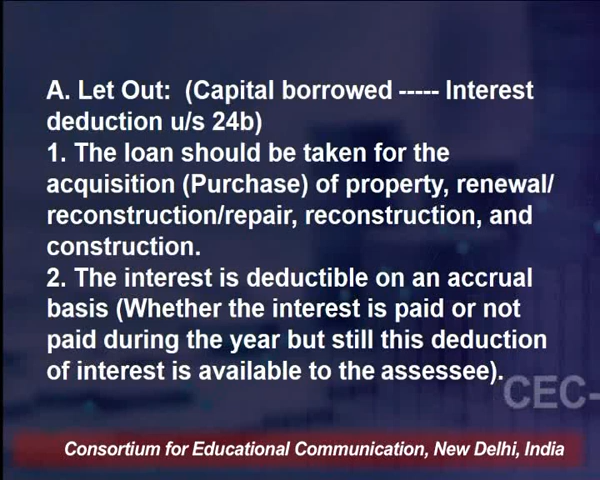 A. Let Out:  (Capital borrowed ----- Interest
deduction u/s 24b)
1. The loan should be taken for the
acquisition (Purchase) of property, renewal/
reconstruction/repair, reconstruction, and
construction.
2. The interest is deductible on an accrual
basis (Whether the interest is paid or not
paid during the year but still this deduction
of interest is available to the assessee).
CEC-
Consortium for Educational Communication, New Delhi, India